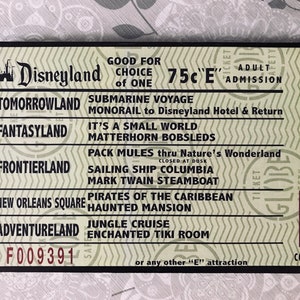 Disneyland GOOD FOR CHOICE of ONE 75c "E" ADULT ADMISSION
TOMORROWLAND SUBMARINE VOYAGE
MONORAIL to Disneyland Hotel & Return
FANTASYLAND IT'S A SMALL WORLD
MATTERHORN BOBSLEDS
FRONTIERLAND PACK MULES thru Nature's Wonderland
CLOSED AT DUSK
SAILING SHIP COLUMBIA
MARK TWAIN STEAMBOAT
NEW ORLEANS SQUARE PIRATES OF THE CARIBBEAN
HAUNTED MANSION
ADVENTURELAND JUNGLE CRUISE
ENCHANTED TIKI ROOM
F009391 or any other "E" attraction